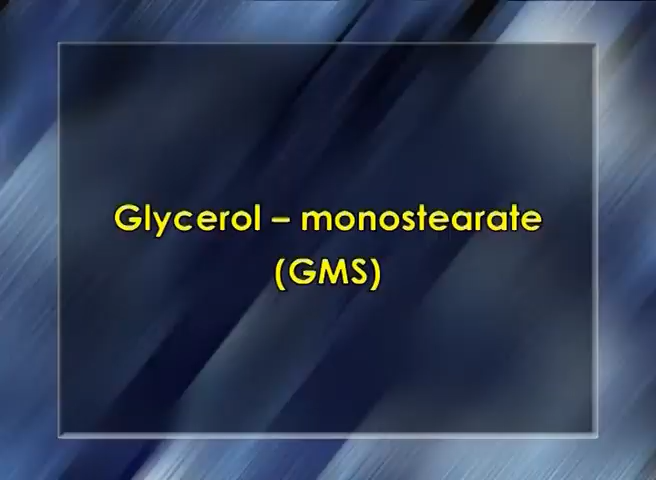 Glycerol – monostearate
(GMS)